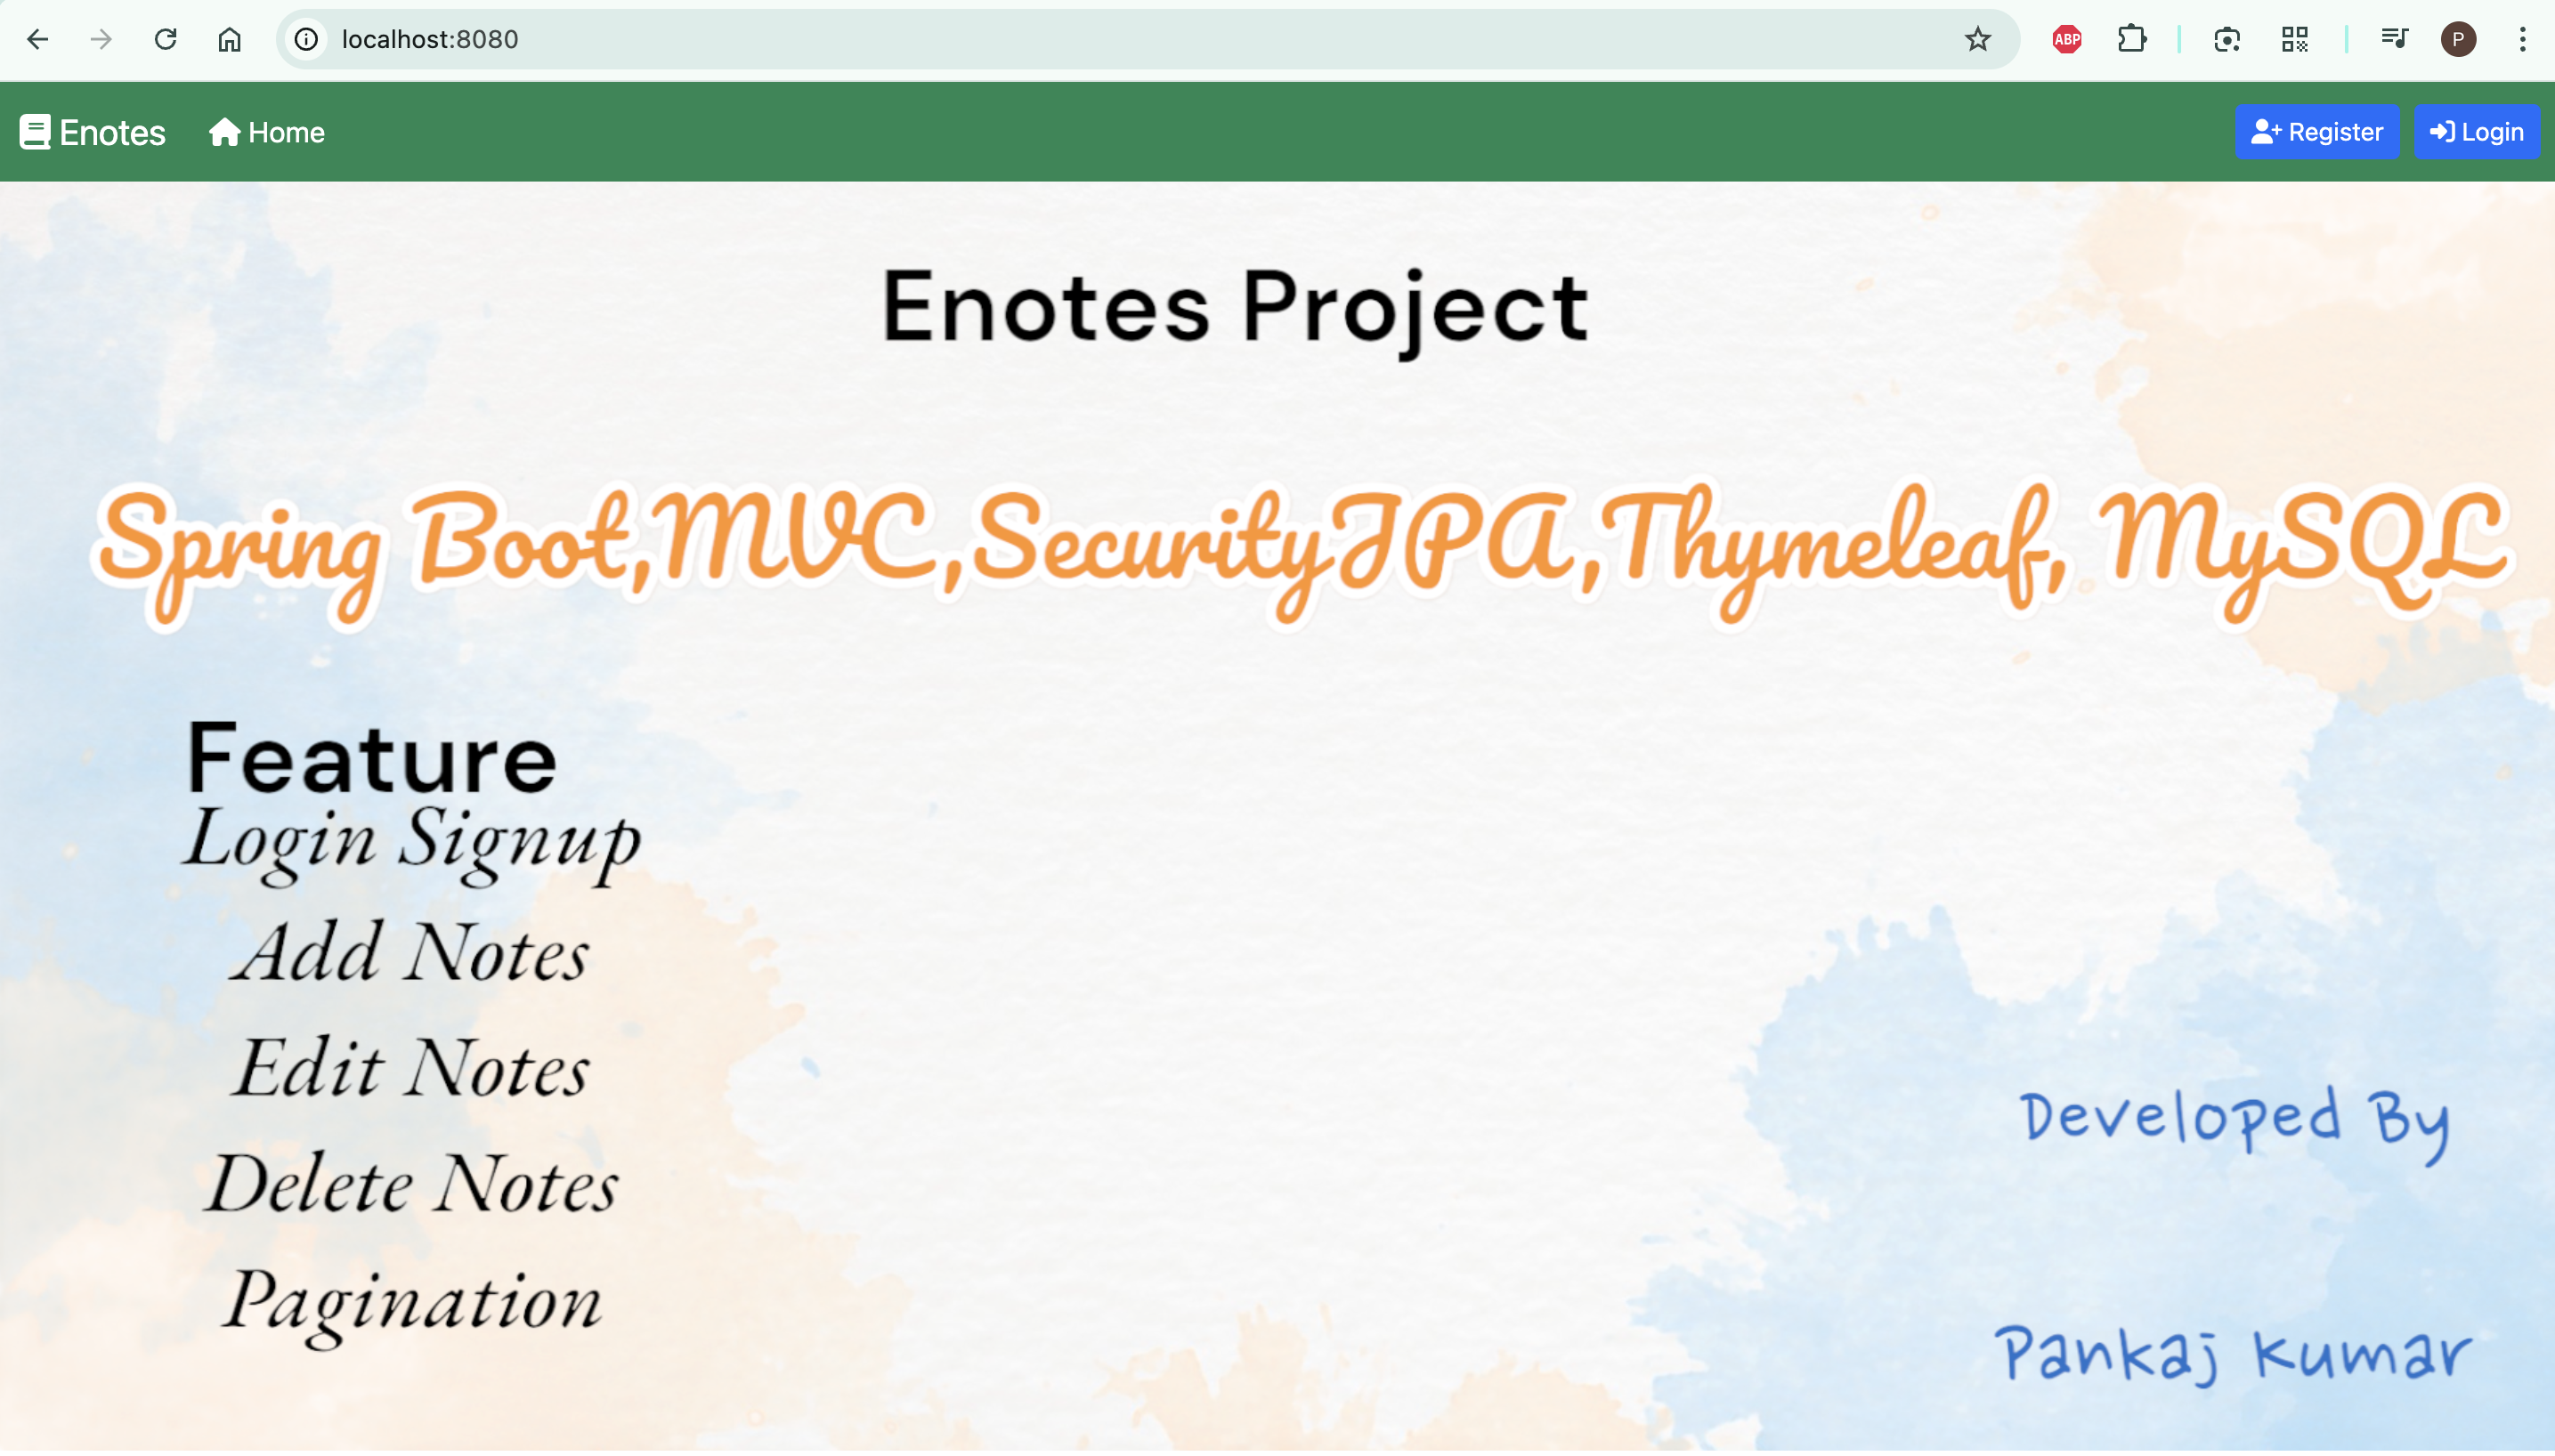 localhost:8080
ABP
P
Enotes Home Register Login
Enotes Project
Spring Boot,MVC,SecurityJPA,Thymeleaf, MySQL
Feature
Login Signup
Add Notes
Edit Notes
Delete Notes
Pagination
Developed By
Pankaj Kumar